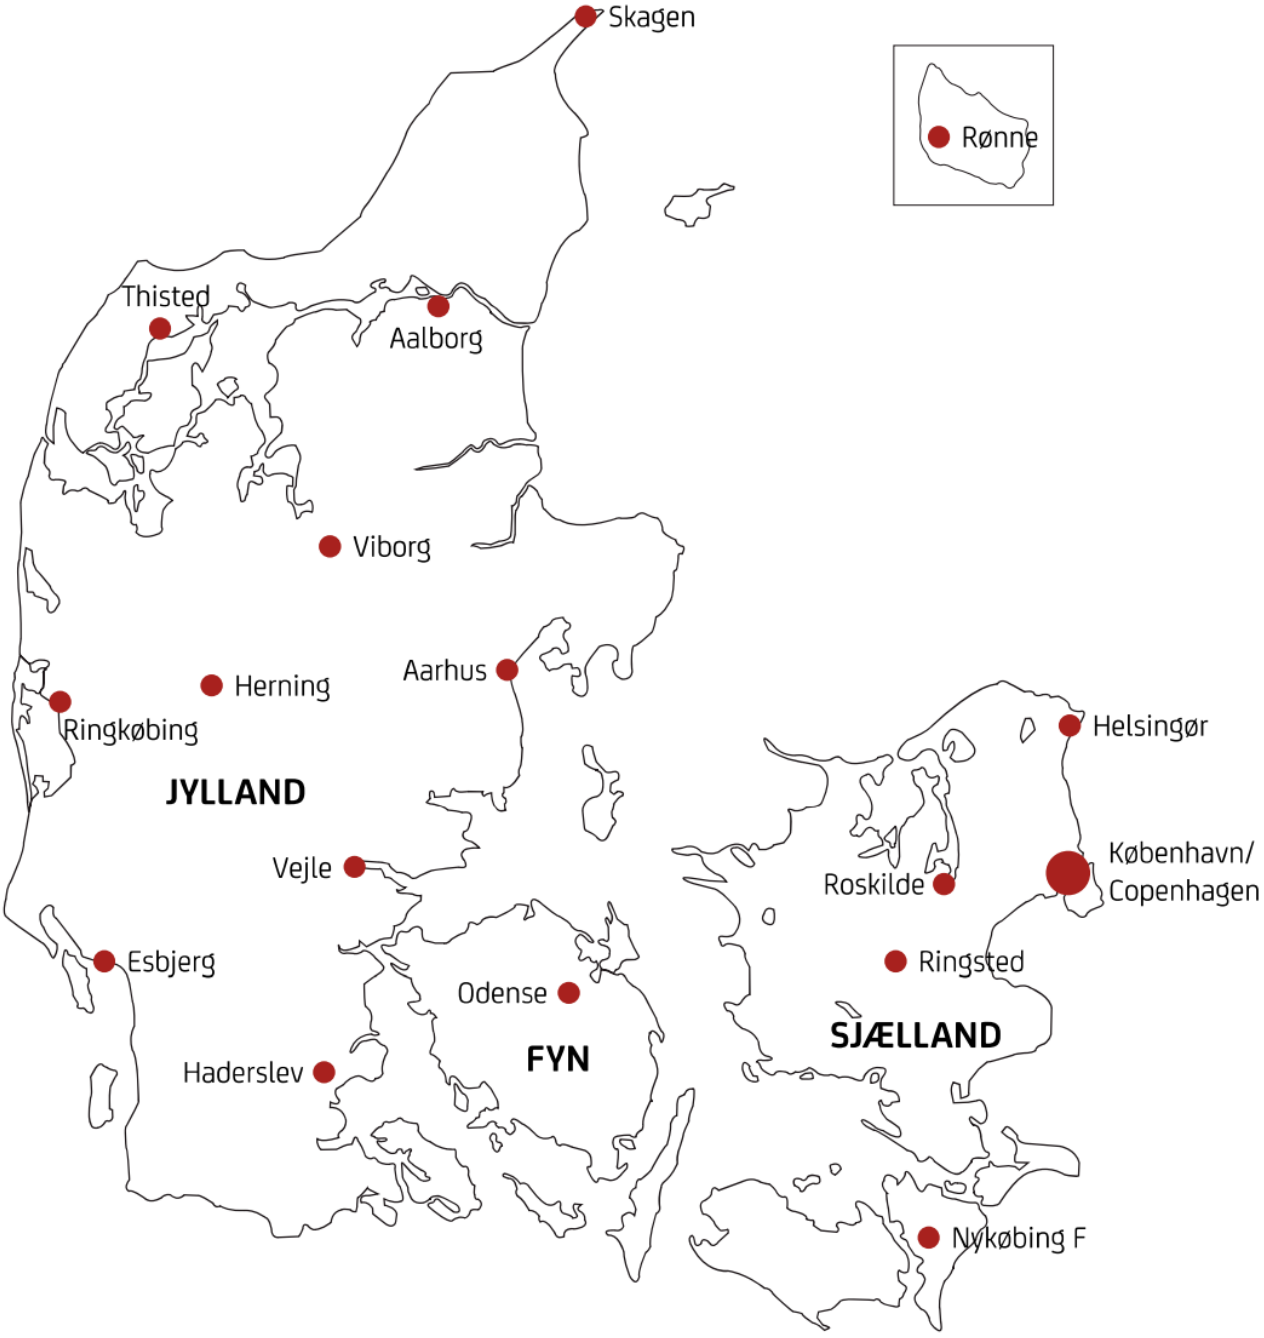 Skagen
Rønne
Thisted
Aalborg
Viborg
Aarhus
Herning
Ringkøbing
Helsingør
JYLLAND
København/
Copenhagen
Vejle
Roskilde
Esbjerg
Ringsted
Odense
SJÆLLAND
FYN
Haderslev
Nykøbing F